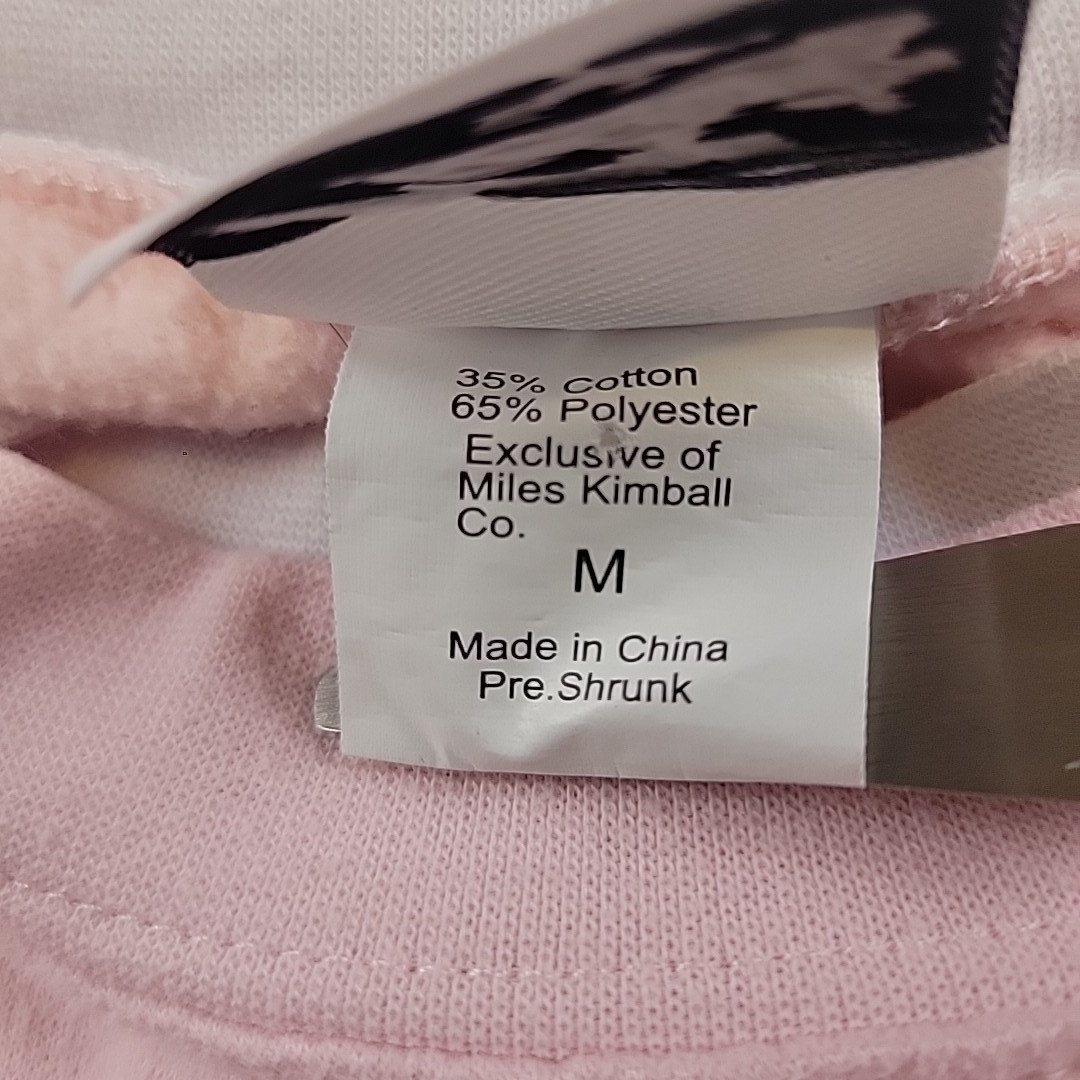 35% Cotton
65% Polyester
Exclusive of
Miles Kimball
Co.
M
Made in China
Pre.Shrunk